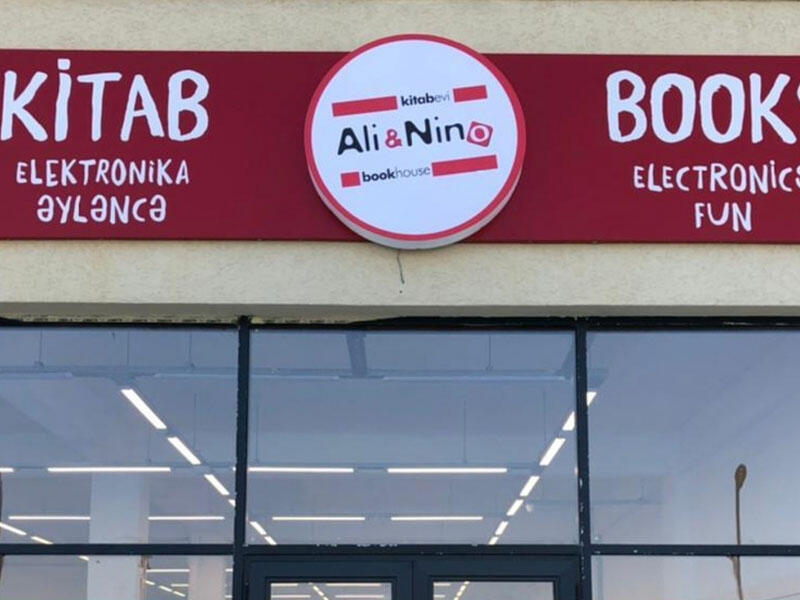 KİTAB
ELEKTRONİKA
ƏYLƏNCƏ
kitabevi
Ali&Nino
bookhouse
BOOKS
ELECTRONICS
FUN